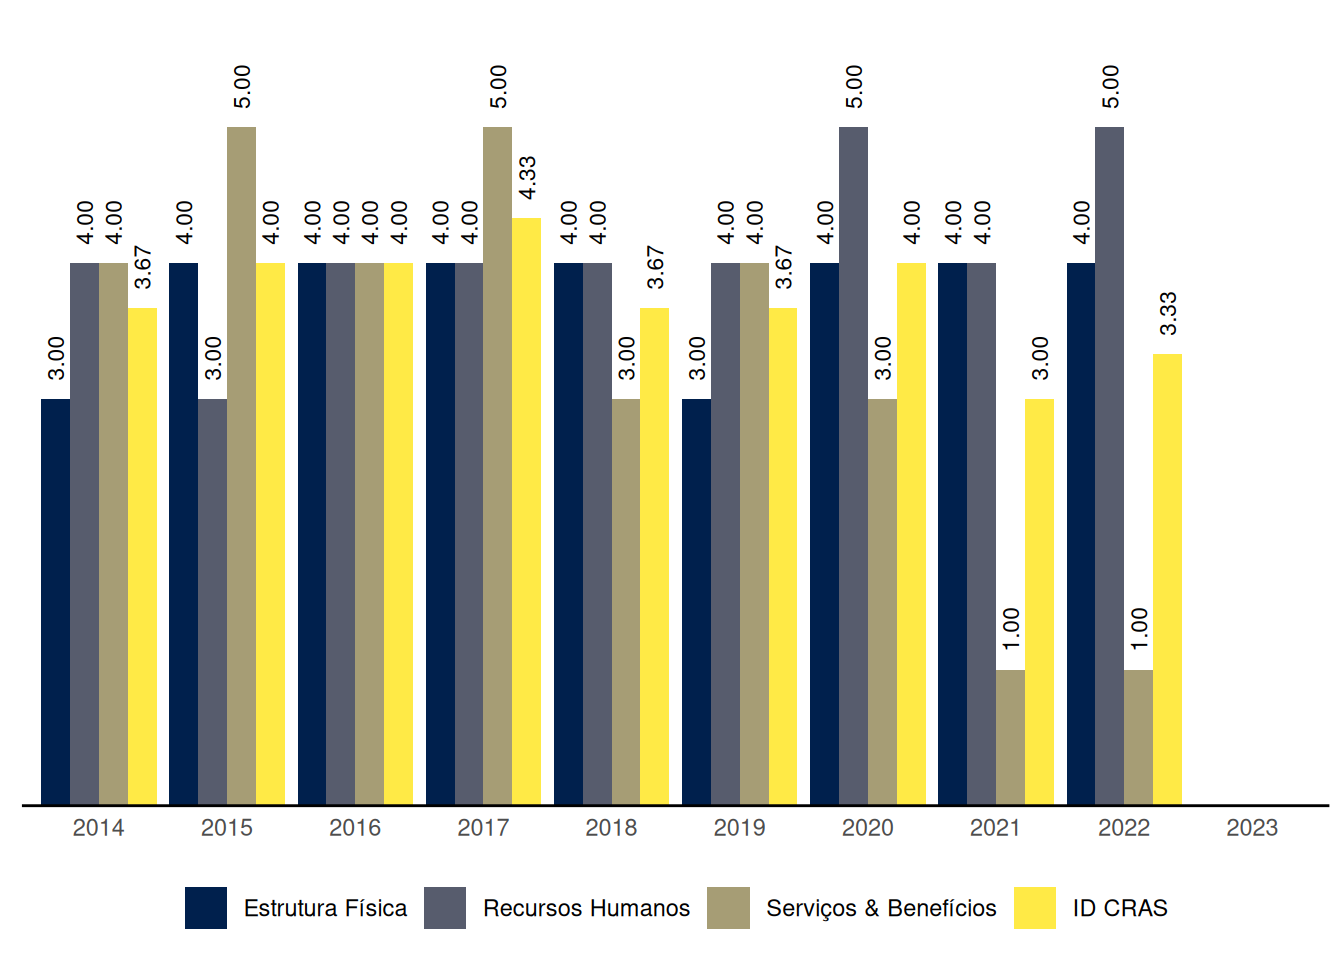 3.00 4.00 4.00 3.67 4.00 3.00 5.00 4.00 4.00 4.00 4.00 4.00 4.00 4.00 5.00 4.33 4.00 4.00 3.00 3.67 3.00 4.00 4.00 3.67 4.00 5.00 3.00 4.00 4.00 4.00 1.00 3.00 4.00 5.00 1.00 3.33
2014 2015 2016 2017 2018 2019 2020 2021 2022 2023
Estrutura Física Recursos Humanos Serviços & Benefícios ID CRAS